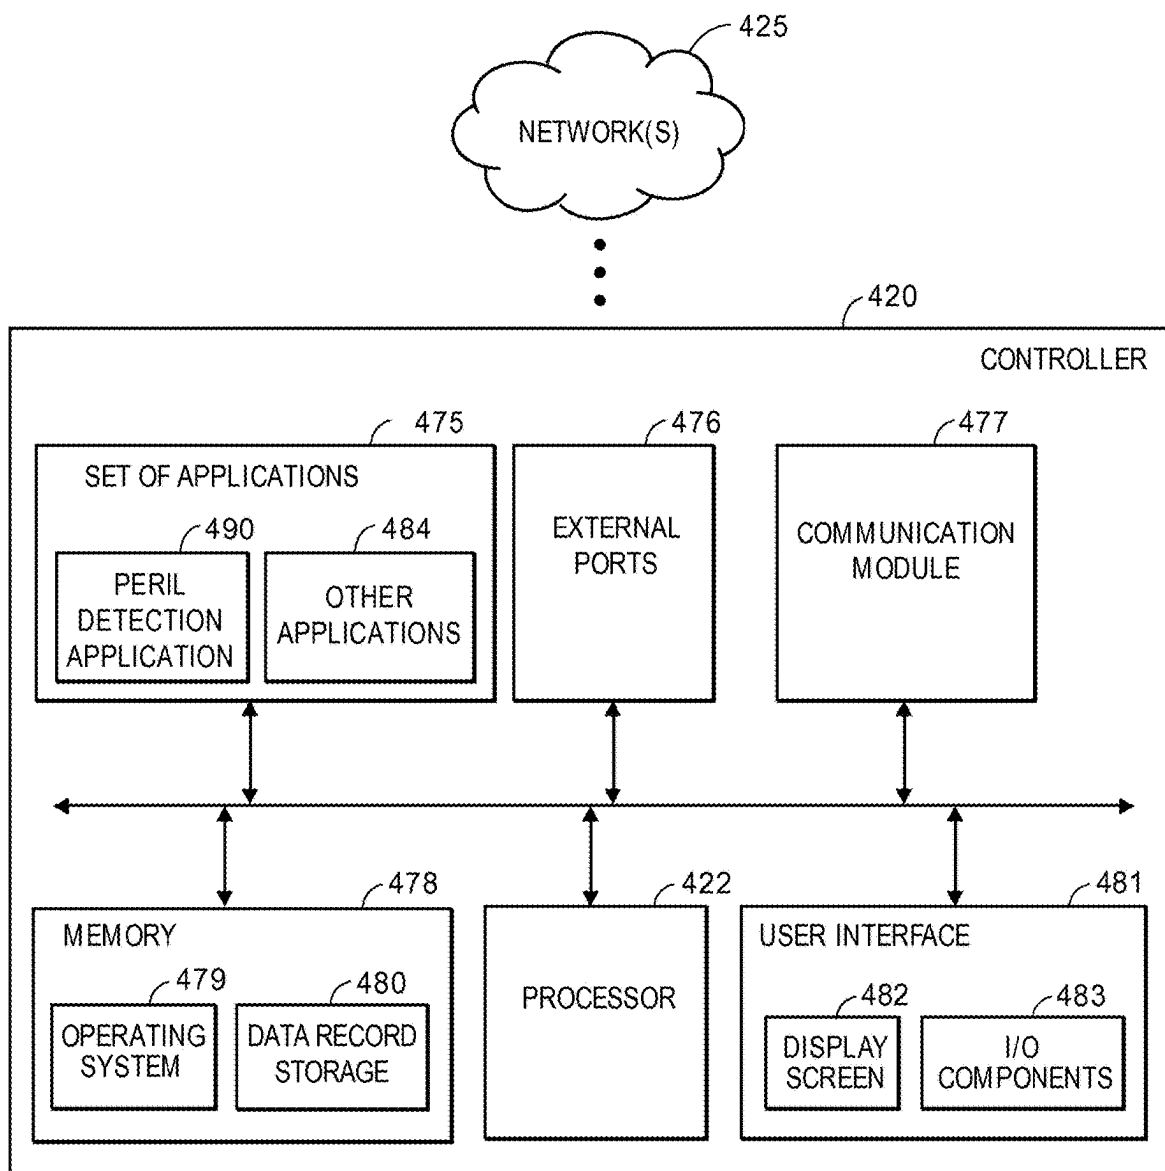 425
NETWORK(S)
420
CONTROLLER
475
476
477
SET OF APPLICATIONS
490
484
PERIL
DETECTION
APPLICATION
OTHER
APPLICATIONS
EXTERNAL
PORTS
COMMUNICATION
MODULE
478
422
481
MEMORY
479
480
OPERATING
SYSTEM
DATA RECORD
STORAGE
PROCESSOR
USER INTERFACE
482
483
DISPLAY
SCREEN
I/O
COMPONENTS